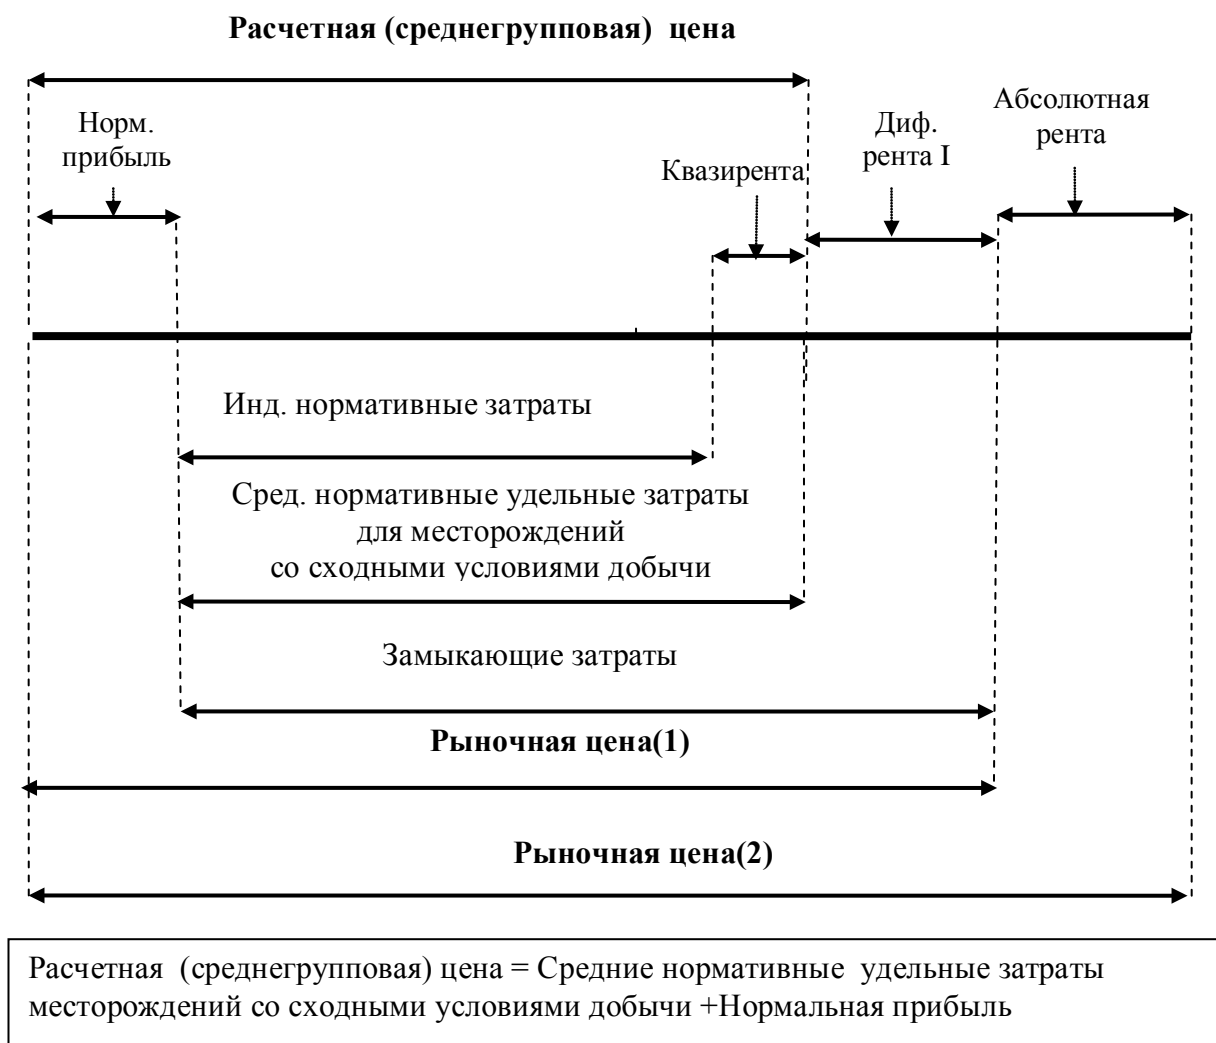 Расчетная (среднегрупповая) цена
Норм.
прибыль
Квазирента
Диф.
рента I
Абсолютная
рента
Инд. нормативные затраты
Сред. нормативные удельные затраты
для месторождений
со сходными условиями добычи
Замыкающие затраты
Рыночная цена(1)
Рыночная цена(2)
Расчетная (среднегрупповая) цена = Средние нормативные удельные затраты
месторождений со сходными условиями добычи +Нормальная прибыль